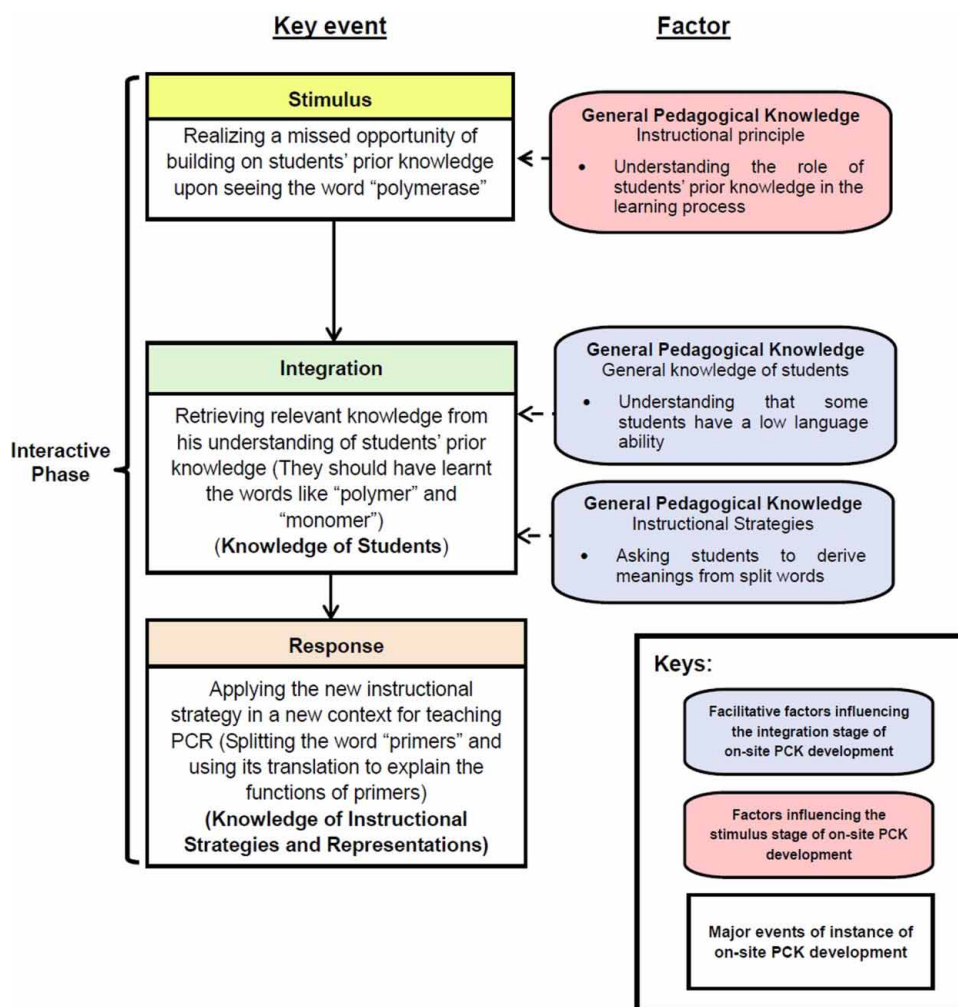 Key event
Factor
Stimulus
Realizing a missed opportunity of
building on students’ prior knowledge
upon seeing the word “polymerase”
General Pedagogical Knowledge
Instructional principle
• Understanding the role of
students’ prior knowledge in the
learning process
Interactive
Phase
Integration
Retrieving relevant knowledge from
his understanding of students’ prior
knowledge (They should have learnt
the words like “polymer” and
“monomer”)
(Knowledge of Students)
General Pedagogical Knowledge
General knowledge of students
• Understanding that some
students have a low language
ability
General Pedagogical Knowledge
Instructional Strategies
• Asking students to derive
meanings from split words
Response
Applying the new instructional
strategy in a new context for teaching
PCR (Splitting the word “primers” and
using its translation to explain the
functions of primers)
(Knowledge of Instructional
Strategies and Representations)
Keys:
Facilitative factors influencing
the integration stage of
on-site PCK development
Factors influencing the
stimulus stage of on-site PCK
development
Major events of instance of
on-site PCK development